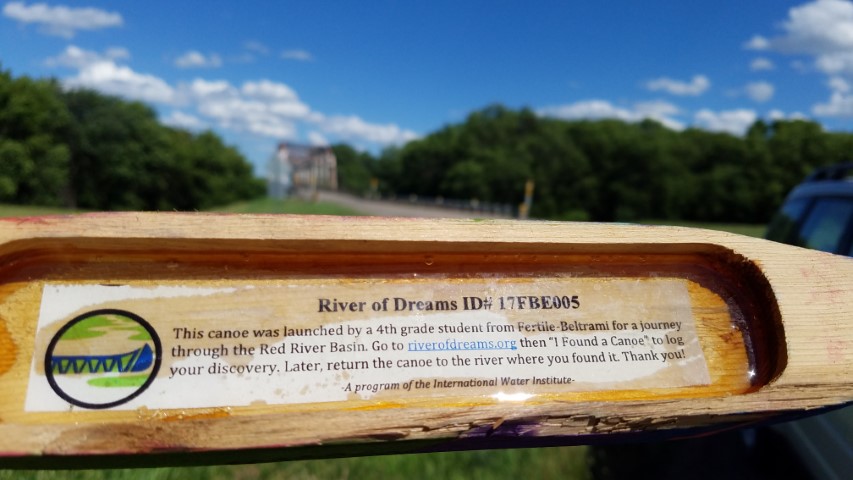 River of Dreams ID# 17FBE005
This canoe was launched by a 4th grade student from Fertile-Beltrami for a journey
through the Red River Basin. Go to riverofdreams.org then "I Found a Canoe" to log
your discovery. Later, return the canoe to the river where you found it. Thank you!
-A program of the International Water Institute-